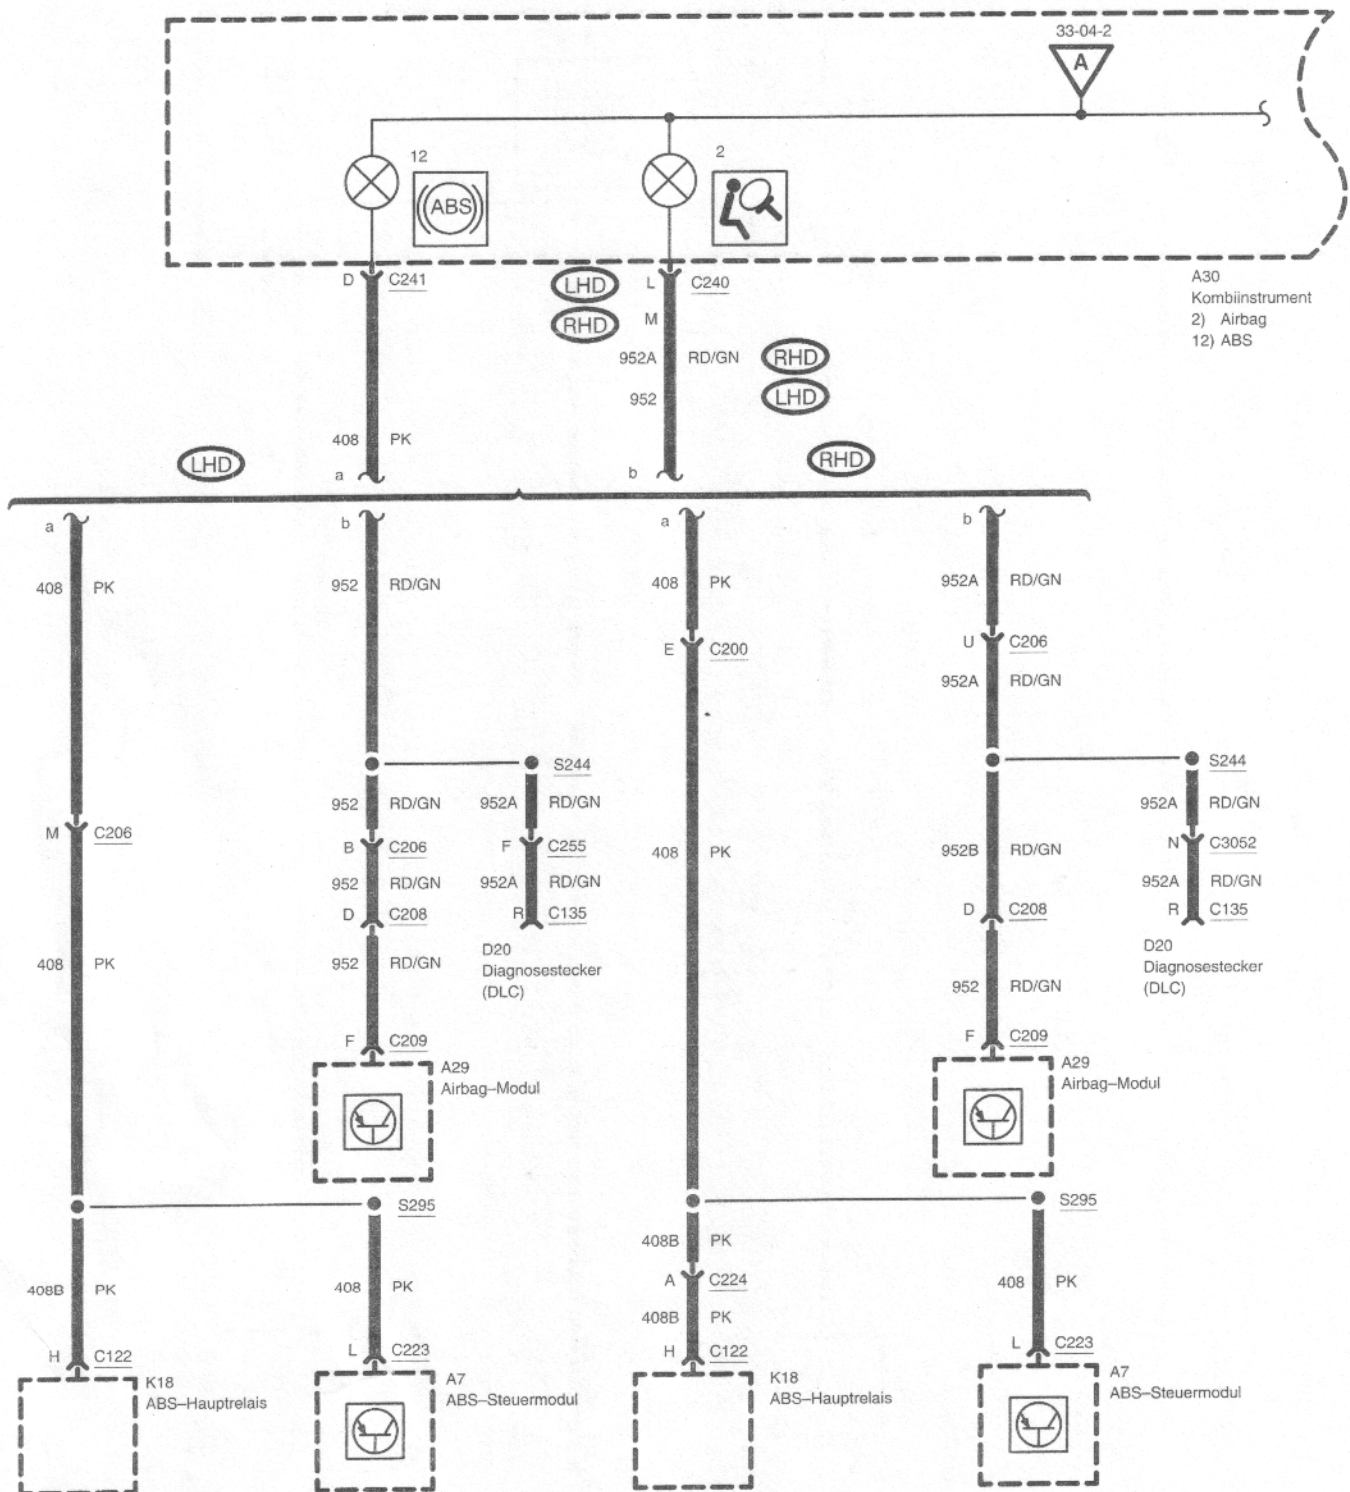 33-04-2
A
12
ABS
2
D C241
LHD L C240
RHD M
952A RD/GN RHD
952 LHD
A30
Kombiinstrument
2) Airbag
12) ABS
408 PK
LHD
RHD
a
b
a
b
a
b
408 PK
952 RD/GN
408 PK
952A RD/GN
E C200
U C206
952A RD/GN
S244
S244
952 RD/GN
952A RD/GN
952A RD/GN
M C206
B C206
F C255
408 PK
952B RD/GN
N C3052
952 RD/GN
952A RD/GN
952A RD/GN
D C208
R C135
D C208
R C135
408 PK
952 RD/GN
D20
Diagnosestecker
(DLC)
952 RD/GN
D20
Diagnosestecker
(DLC)
F C209
F C209
A29
Airbag–Modul
A29
Airbag–Modul
S295
S295
408B PK
A C224
408B PK
408 PK
408B PK
408 PK
H C122
L C223
H C122
L C223
K18
ABS–Hauptrelais
A7
ABS–Steuermodul
K18
ABS–Hauptrelais
A7
ABS–Steuermodul